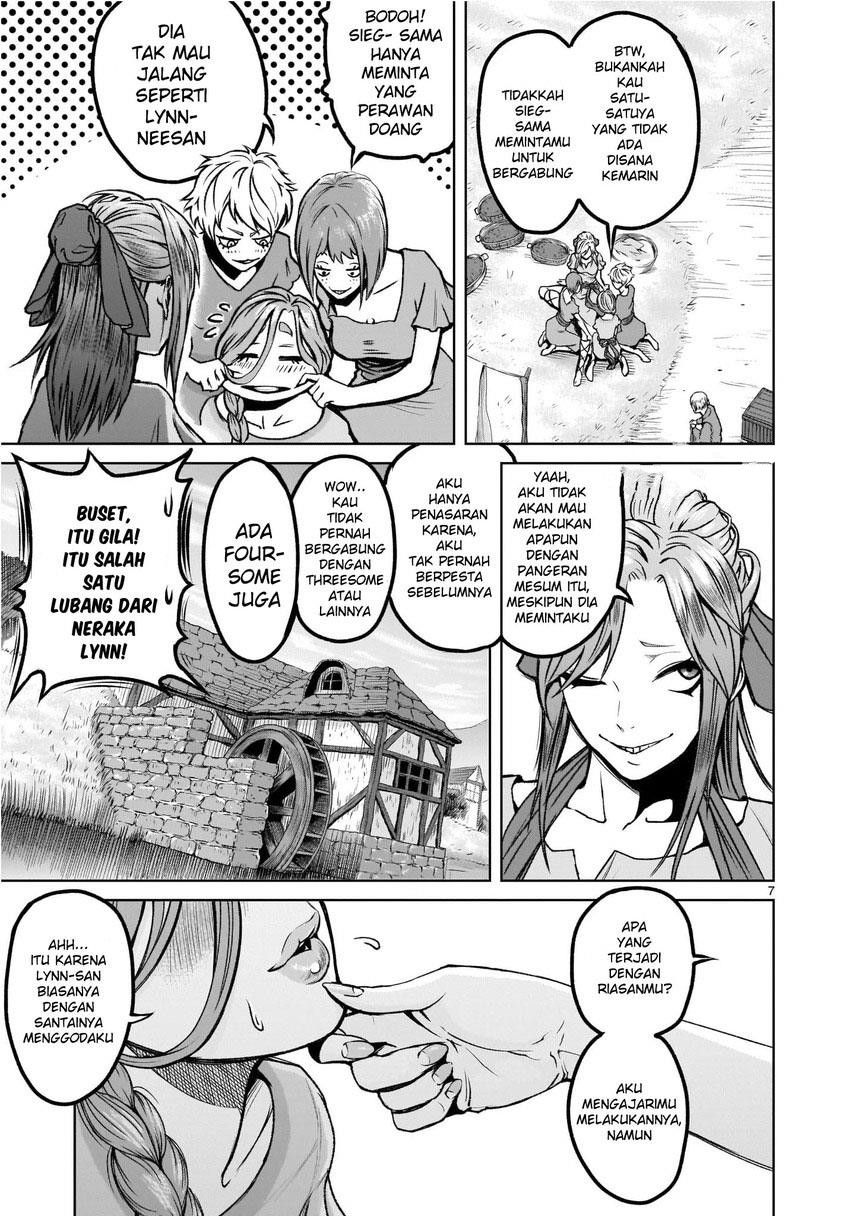 BTW,
BUKANKAH
KAU
SATU-
SATUYA
YANG TIDAK
ADA
DISANA
KEMARIN
TIDAKKAH
SIEG-
SAMA
MEMINTAMU
UNTUK
BERGABUNG
BODOH!
SIEG- SAMA
HANYA
MEMINTA
YANG
PERAWAN
DOANG
DIA
TAK MAU
JALANG
SEPERTI
LYNN-
NEESAN
YAAH,
AKU TIDAK
AKAN MAU
MELAKUKAN
APAPUN
DENGAN
PANGERAN
MESUM ITU,
MESKIPUN DIA
MEMINTAKU
AKU
HANYA
PENASARAN
KARENA,
AKU
TAK PERNAH
BERPESTA
SEBELUMNYA
WOW..
KAU
TIDAK
PERNAH
BERGABUNG
DENGAN
THREESOME
ATAU
LAINNYA
ADA
FOUR-
SOME
JUGA
BUSET,
ITU GILA!
ITU SALAH
SATU
LUBANG DARI
NERAKA
LYNN!
7
APA
YANG
TERJADI
DENGAN
RIASANMU?
AKU
MENGAJARIMU
MELAKUKANNYA,
NAMUN
AHH...
ITU KARENA
LYNN-SAN
BIASANYA
DENGAN
SANTAINYA
MENGGODAKU